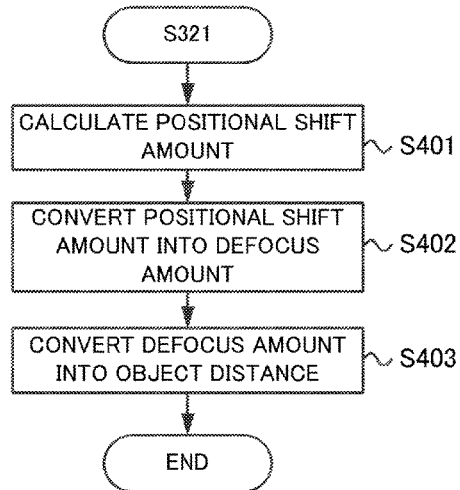 S321
CALCULATE POSITIONAL SHIFT
AMOUNT
S401
CONVERT POSITIONAL SHIFT
AMOUNT INTO DEFOCUS
AMOUNT
S402
CONVERT DEFOCUS AMOUNT
INTO OBJECT DISTANCE
S403
END